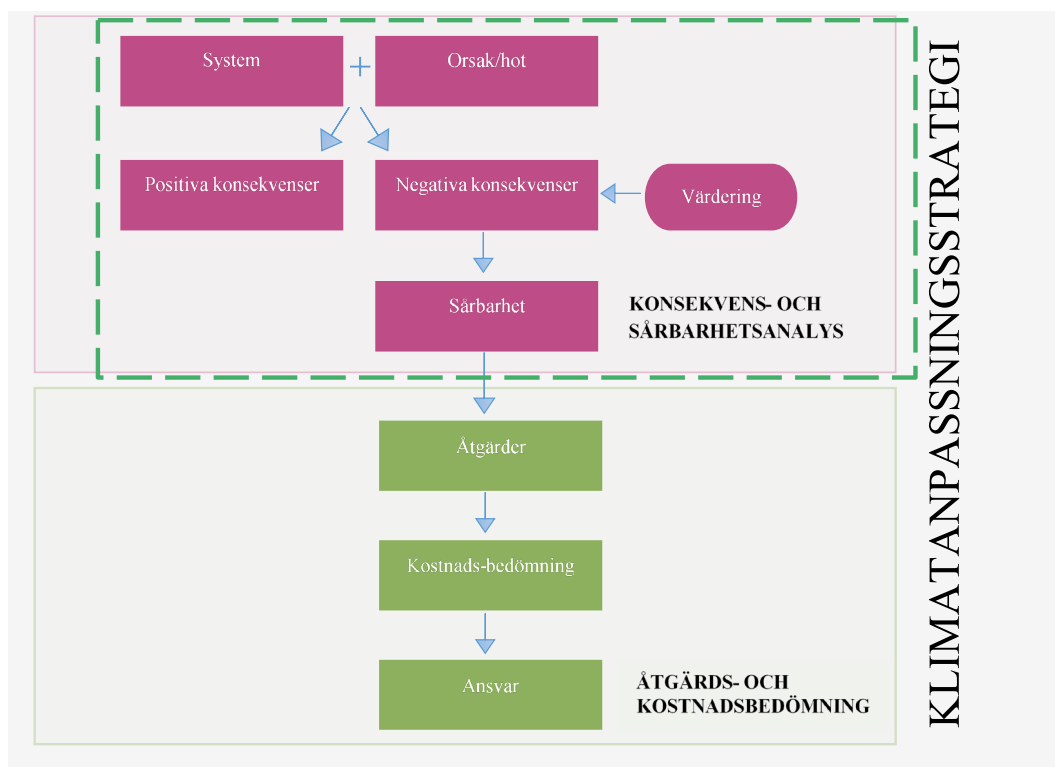 System
+
Orsak/hot
Positiva konsekvenser
Negativa konsekvenser
Värdering
Sårbarhet
KONSEKVENS- OCH
SÅRBARHETSANALYS
Åtgärder
Kostnads-bedömning
Ansvar
ÅTGÄRDS- OCH
KOSTNADSBEDÖMNING
KLIMATANPASSNINGSSTRATEGI